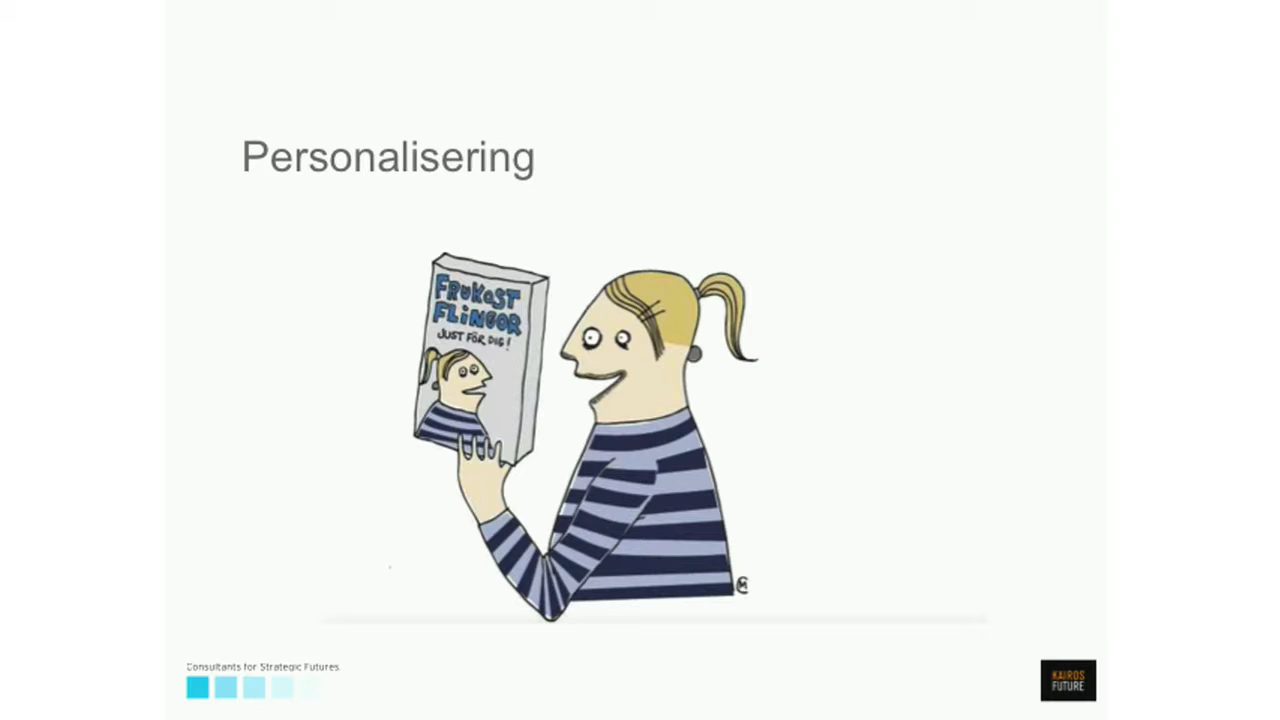 Personalisering
FRUKOST
FLINGOR
JUST FÖR DIG!
Consultants for Strategic Futures
KAIROS
FUTURE